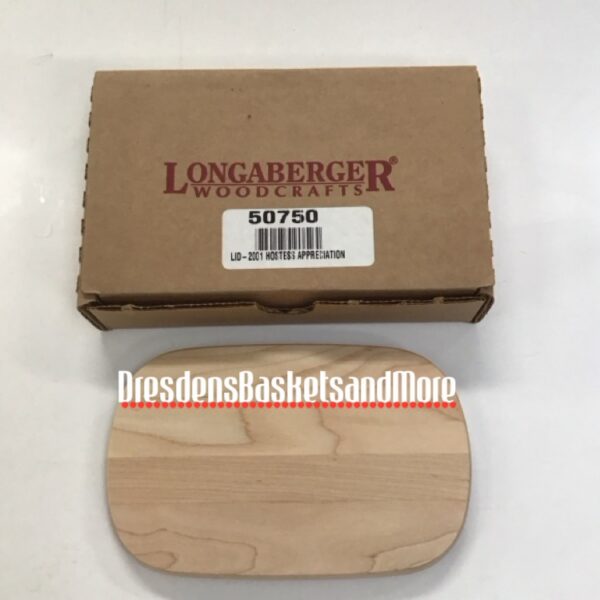 LONGABERGER®
WOODCRAFTS
50750
LID-2001 HOSTESS APPRECIATION
DresdensBasketsandMore